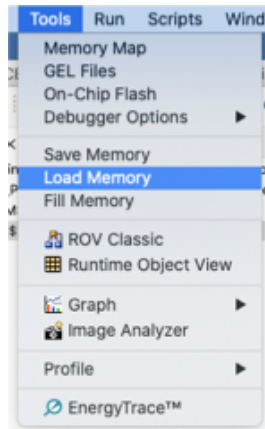 Tools Run Scripts Wind
Memory Map
GEL Files
On-Chip Flash
Debugger Options
Save Memory
Load Memory
Fill Memory
ROV Classic
Runtime Object View
Graph
Image Analyzer
Profile
EnergyTrace™